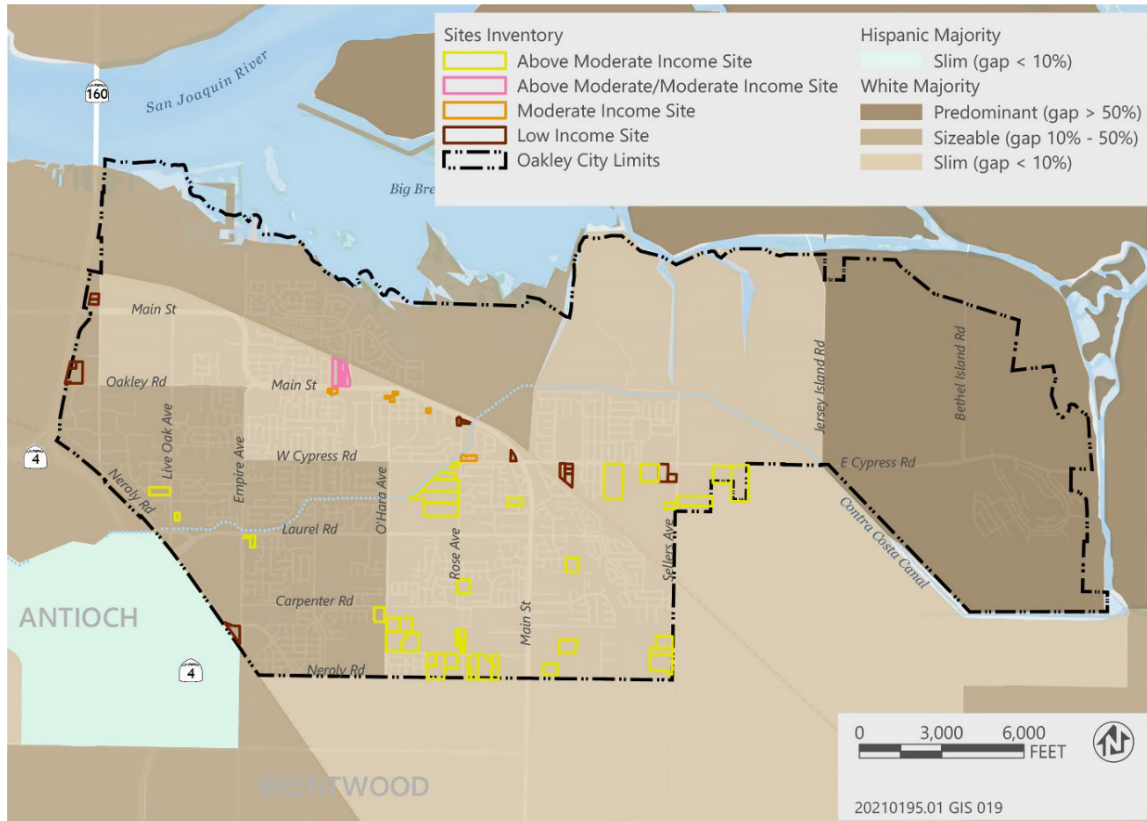 Sites Inventory
Above Moderate Income Site
Above Moderate/Moderate Income Site
Moderate Income Site
Low Income Site
Oakley City Limits
Hispanic Majority
Slim (gap < 10%)
White Majority
Predominant (gap > 50%)
Sizeable (gap 10% - 50%)
Slim (gap < 10%)
160
San Joaquin River
Big Bre
Main St
Oakley Rd
Main St
Live Oak Ave
Empire Ave
W Cypress Rd
O'Hara Ave
Jersey Island Rd
Bethel Island Rd
E Cypress Rd
4
Neroly Rd
Laurel Rd
Rose Ave
Sellers Ave
Contra Costa Canal
Carpenter Rd
Main St
ANTIOCH
4
Neroly Rd
BRENTWOOD
0 3,000 6,000
FEET
N
20210195.01 GIS 019